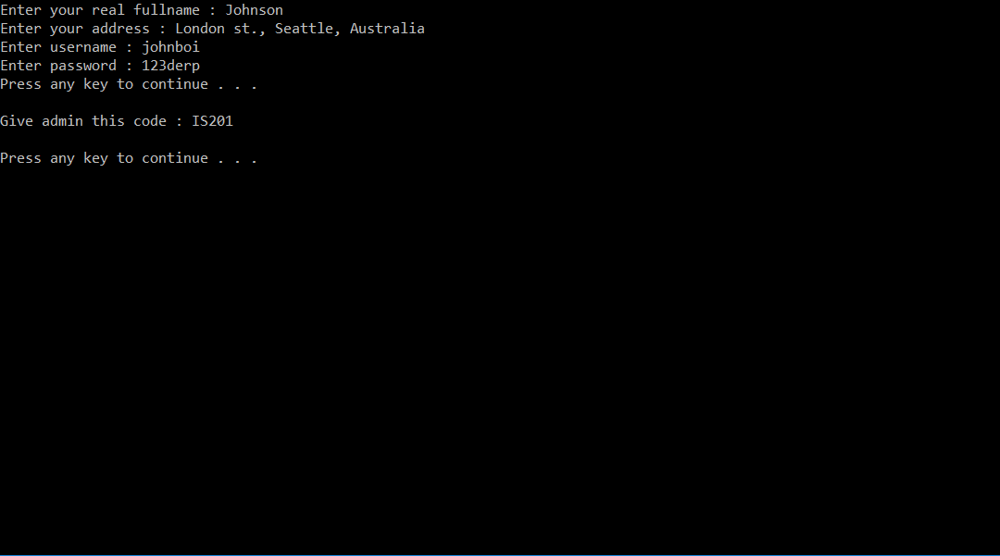 Enter your real fullname : Johnson
Enter your address : London st., Seattle, Australia
Enter username : johnboi
Enter password : 123derp
Press any key to continue . . .
Give admin this code : IS201
Press any key to continue . . .